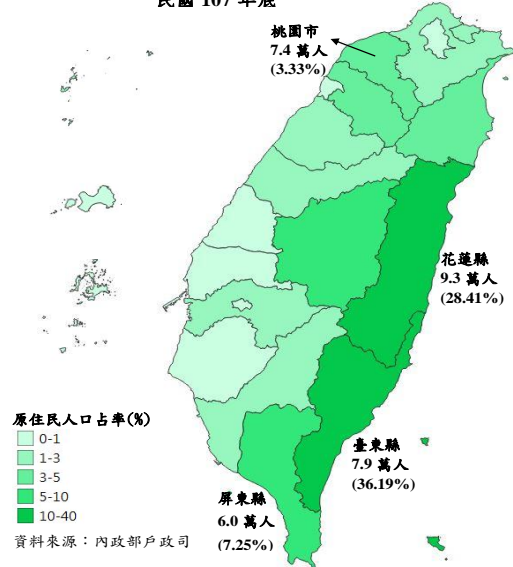 民國 107 年底
桃園市
7.4 萬人
(3.33%)
花蓮縣
9.3 萬人
(28.41%)
臺東縣
7.9 萬人
(36.19%)
屏東縣
6.0 萬人
(7.25%)
原住民人口占率(%)
0-1
1-3
3-5
5-10
10-40
資料來源：內政部戶政司